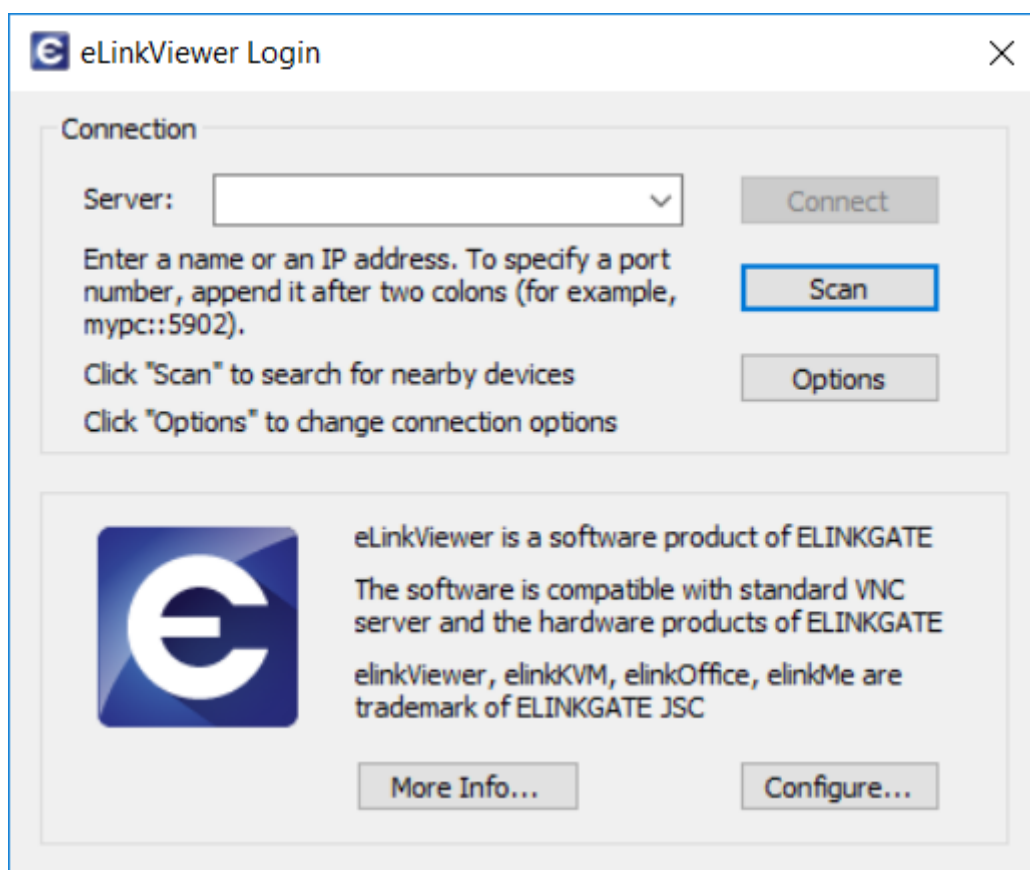 eLinkViewer Login
Connection
Server:
Connect
Enter a name or an IP address. To specify a port
number, append it after two colons (for example,
mypc::5902).
Scan
Click "Scan" to search for nearby devices
Options
Click "Options" to change connection options
eLinkViewer is a software product of ELINKGATE
The software is compatible with standard VNC
server and the hardware products of ELINKGATE
elinkViewer, elinkKVM, elinkOffice, elinkMe are
trademark of ELINKGATE JSC
More Info...
Configure...